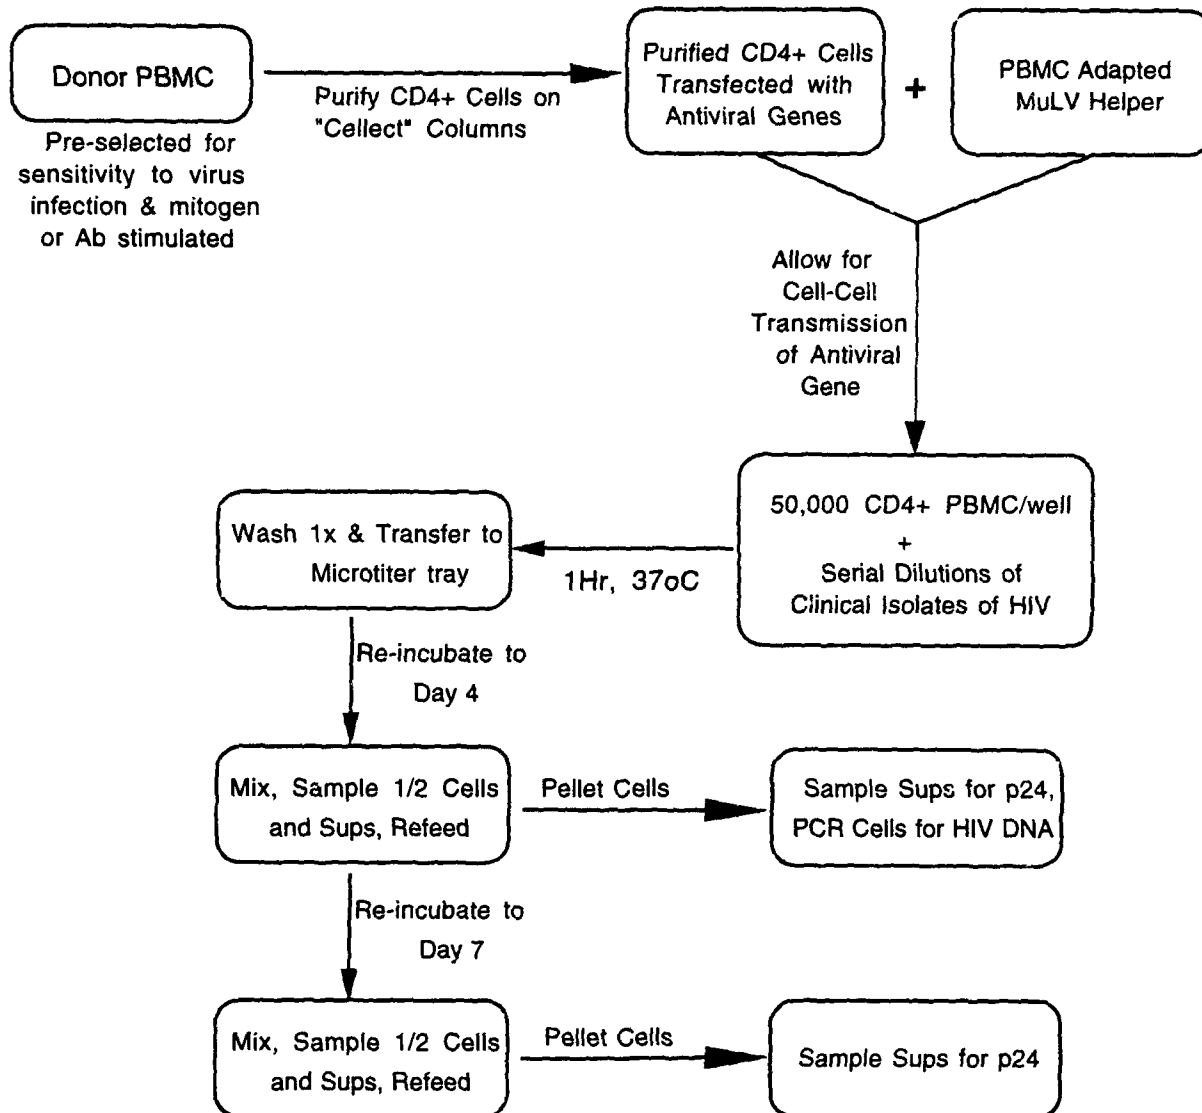 Donor PBMC
Pre-selected for
sensitivity to virus
infection & mitogen
or Ab stimulated
Purify CD4+ Cells on
"Cellect" Columns
Purified CD4+ Cells
Transfected with
Antiviral Genes
+
PBMC Adapted
MuLV Helper
Allow for
Cell-Cell
Transmission
of Antiviral
Gene
50,000 CD4+ PBMC/well
+
Serial Dilutions of
Clinical Isolates of HIV
1Hr, 37oC
Wash 1x & Transfer to
Microtiter tray
Re-incubate to
Day 4
Mix, Sample 1/2 Cells
and Sups, Refeed
Pellet Cells
Sample Sups for p24,
PCR Cells for HIV DNA
Re-incubate to
Day 7
Mix, Sample 1/2 Cells
and Sups, Refeed
Pellet Cells
Sample Sups for p24